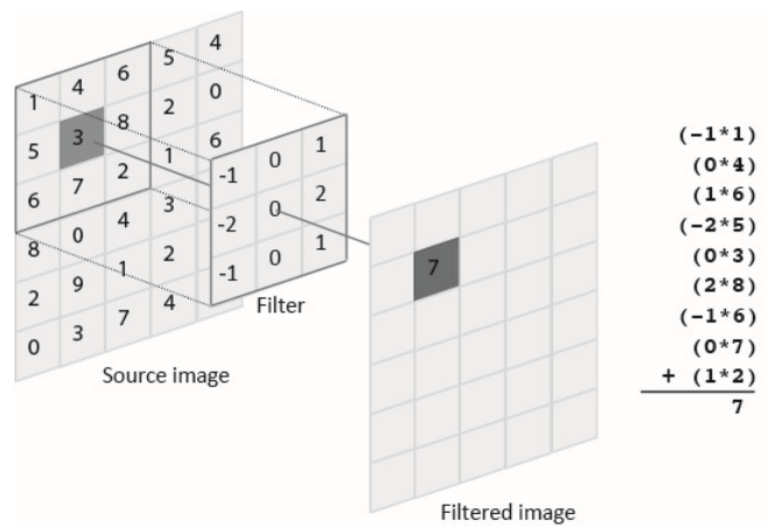 1 4 6 5 4
5 3 8 2 0
6 7 2 1 6
8 0 4 3
2 9 1 2
0 3 7 4
-1 0 1
-2 0 2
-1 0 1
Filter
Source image
7
Filtered image
(-1*1)
(0*4)
(1*6)
(-2*5)
(0*3)
(2*8)
(-1*6)
(0*7)
+ (1*2)
7